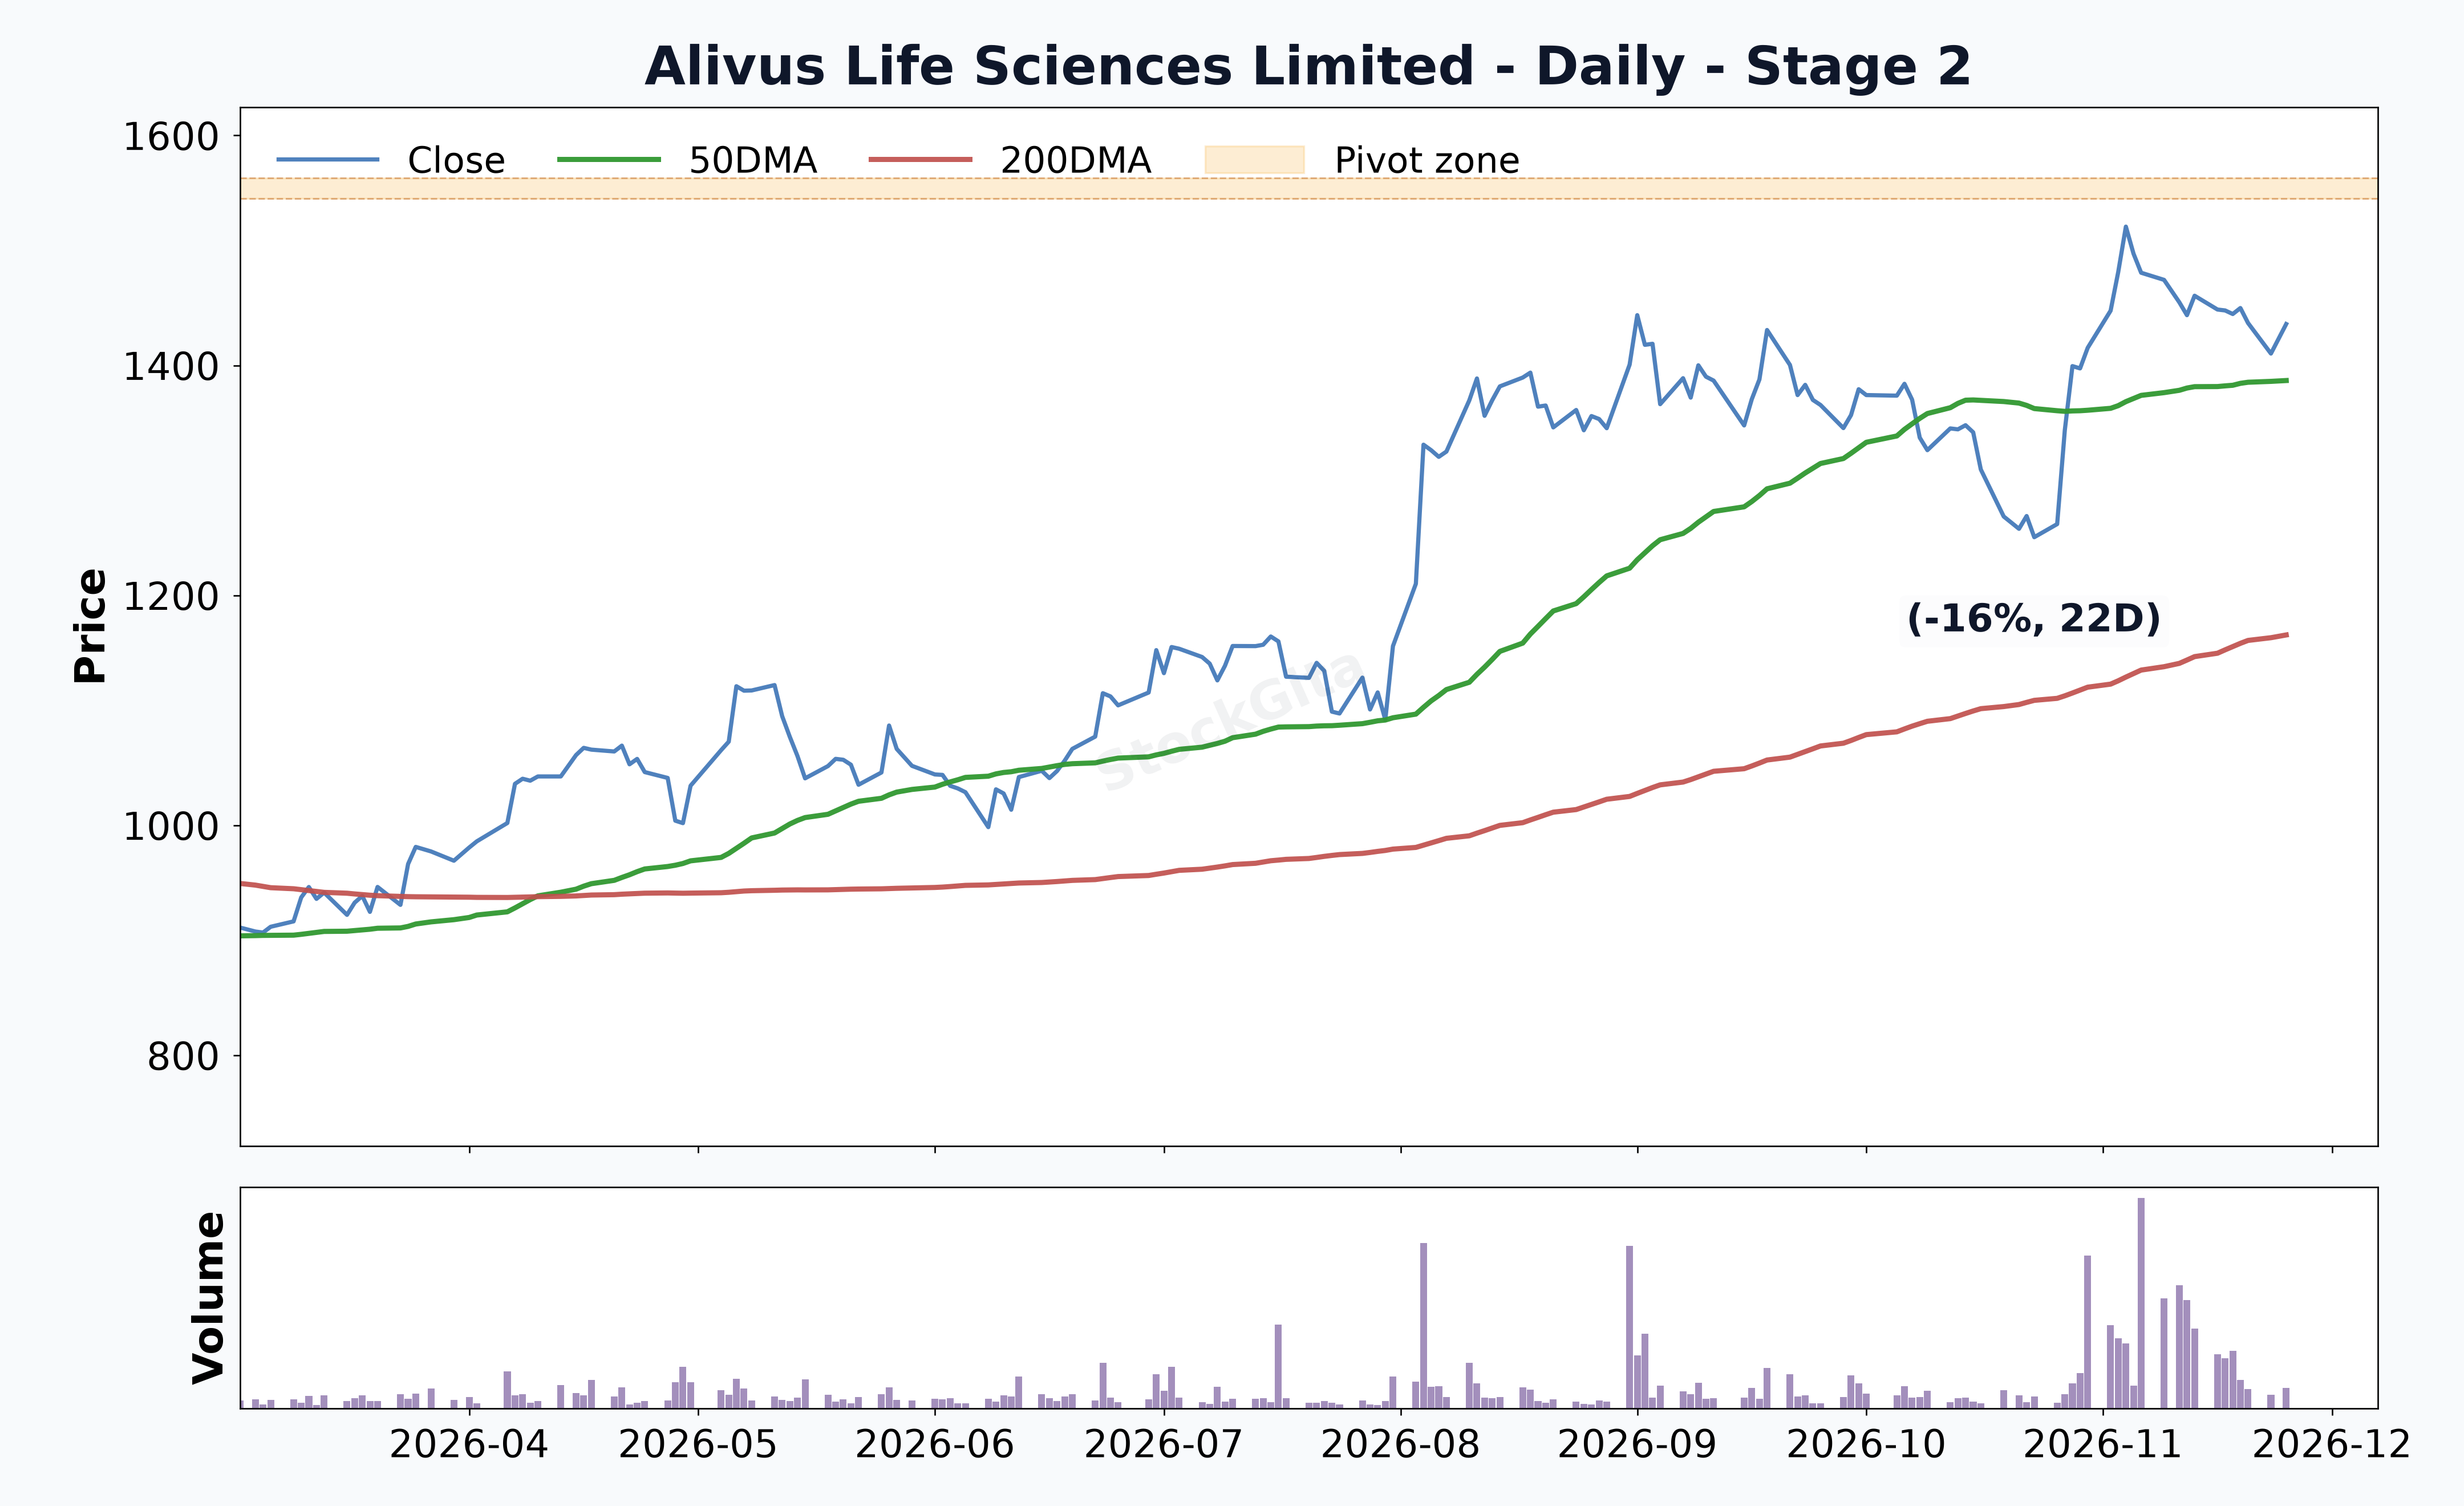 Alivus Life Sciences Limited - Daily - Stage 2
Close 50DMA 200DMA Pivot zone
1600
1400
1200
1000
800
Price
(-16%, 22D)
StockGita
Volume
2026-04 2026-05 2026-06 2026-07 2026-08 2026-09 2026-10 2026-11 2026-12